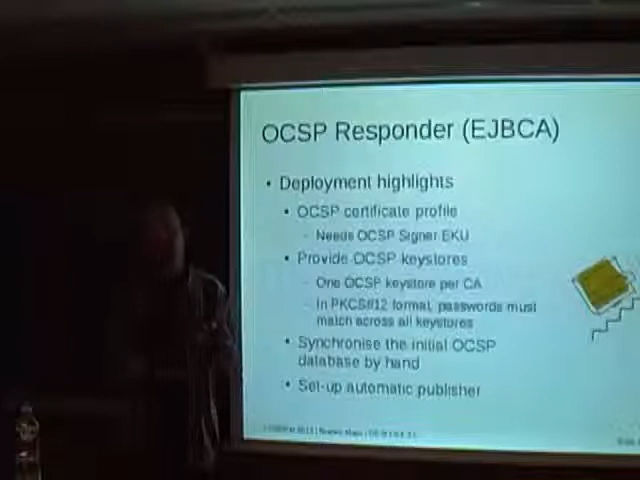 OCSP Responder (EJBCA)
• Deployment highlights
• OCSP certificate profile
– Needs OCSP Signer EKU
• Provide OCSP keystores
– One OCSP keystore per CA
– In PKCS#12 format, passwords must
match across all keystores
• Synchronise the initial OCSP
database by hand
• Set-up automatic publisher